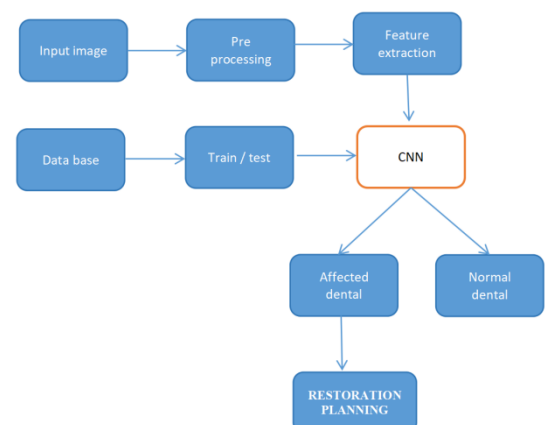 Input image
Pre
processing
Feature
extraction
Data base
Train / test
CNN
Affected
dental
Normal
dental
RESTORATION
PLANNING